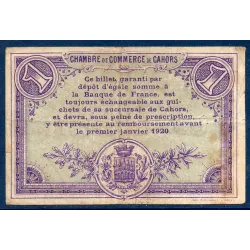 CHAMBRE DE COMMERCE DE CAHORS
1
1
Ce billet, garanti par
dépôt d'égale somme à
la Banque de France, est
toujours échangeable aux gui-
chets de sa succursale de Cahors,
et devra, sous peine de prescription,
y être présenté au remboursement avant
le premier janvier 1920.